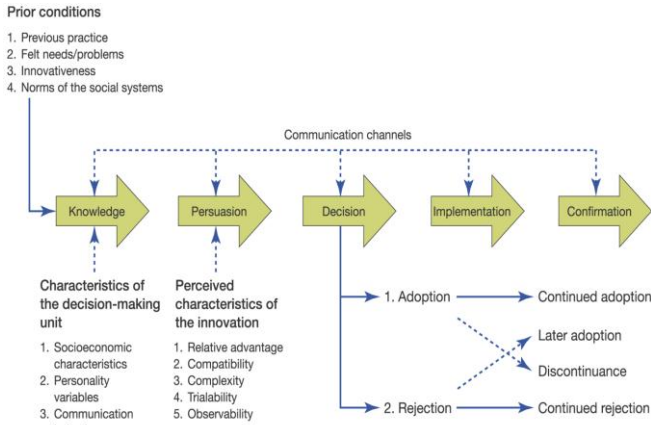 Prior conditions
1. Previous practice
2. Felt needs/problems
3. Innovativeness
4. Norms of the social systems
Communication channels
Knowledge
Persuasion
Decision
Implementation
Confirmation
Characteristics of
the decision-making
unit
1. Socioeconomic
characteristics
2. Personality
variables
3. Communication
Perceived
characteristics of
the innovation
1. Relative advantage
2. Compatibility
3. Complexity
4. Trialability
5. Observability
1. Adoption
Continued adoption
Later adoption
Discontinuance
2. Rejection
Continued rejection